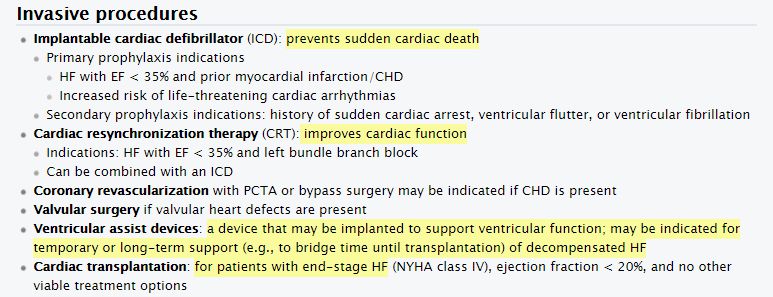 Invasive procedures
Implantable cardiac defibrillator (ICD): prevents sudden cardiac death
Primary prophylaxis indications
HF with EF < 35% and prior myocardial infarction/CHD
Increased risk of life-threatening cardiac arrhythmias
Secondary prophylaxis indications: history of sudden cardiac arrest, ventricular flutter, or ventricular fibrillation
Cardiac resynchronization therapy (CRT): improves cardiac function
Indications: HF with EF < 35% and left bundle branch block
Can be combined with an ICD
Coronary revascularization with PCTA or bypass surgery may be indicated if CHD is present
Valvular surgery if valvular heart defects are present
Ventricular assist devices: a device that may be implanted to support ventricular function; may be indicated for
temporary or long-term support (e.g., to bridge time until transplantation) of decompensated HF
Cardiac transplantation: for patients with end-stage HF (NYHA class IV), ejection fraction < 20%, and no other
viable treatment options